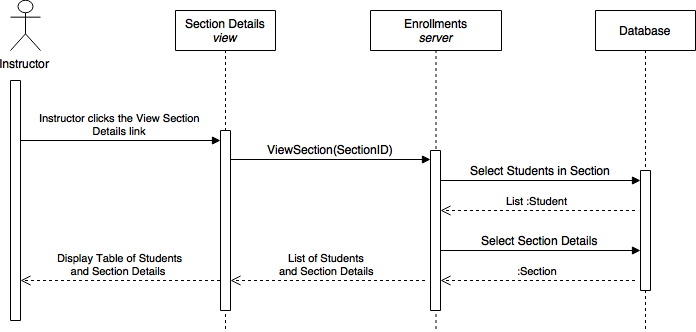 Section Details
view
Enrollments
server
Database
Instructor
Instructor clicks the View Section
Details link
ViewSection(SectionID)
Select Students in Section
List :Student
Select Section Details
Display Table of Students
and Section Details
List of Students
and Section Details
:Section